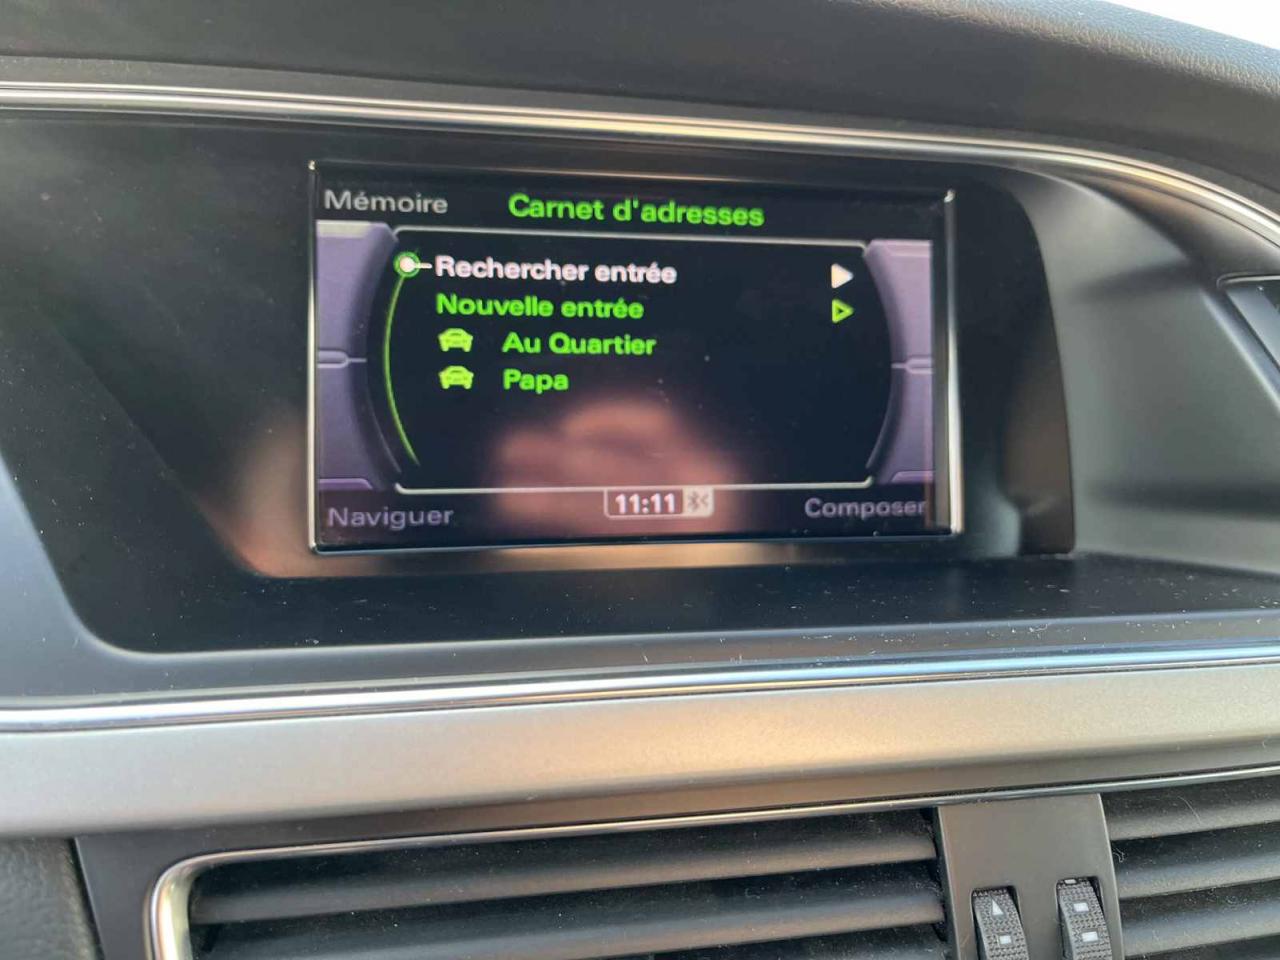 Mémoire
Carnet d'adresses
Rechercher entrée
Nouvelle entrée
Au Quartier
Papa
Naviguer
11:11
Composer